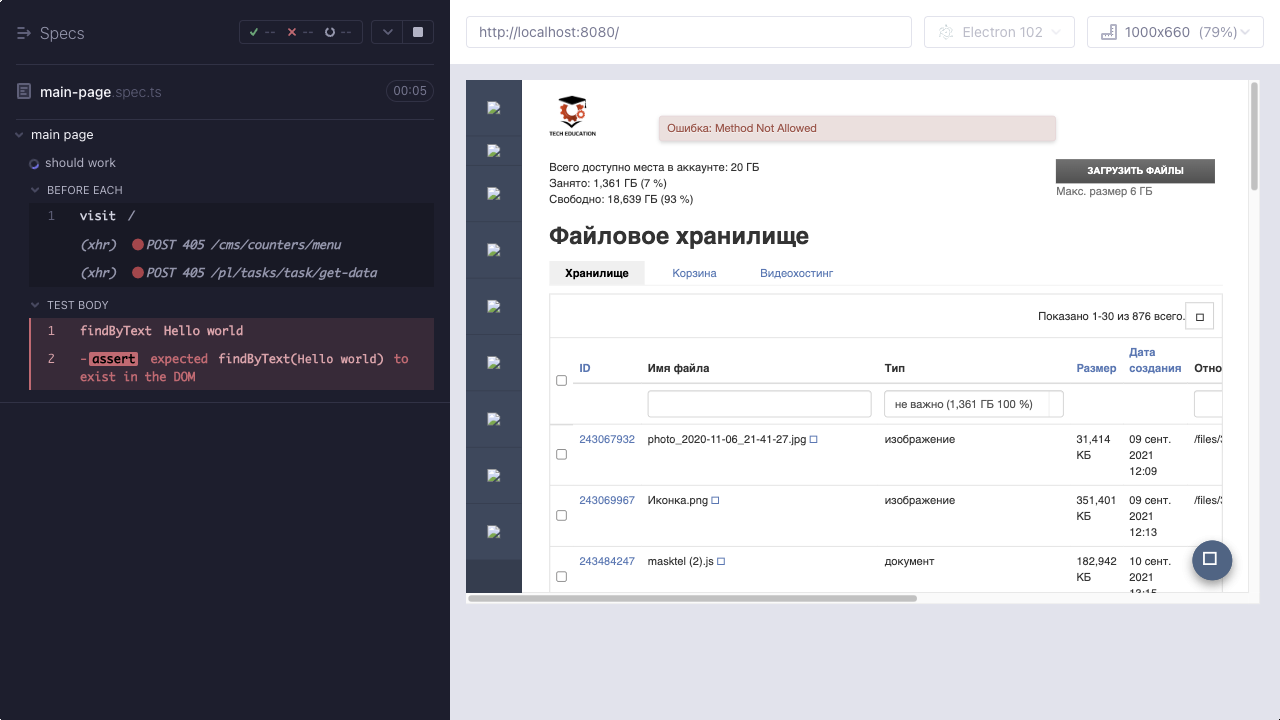 Specs
--
--
--
http://localhost:8080/
Electron 102
1000x660 (79%)
main-page.spec.ts
00:05
main page
should work
BEFORE EACH
1 visit /
(xhr) POST 405 /cms/counters/menu
(xhr) POST 405 /pl/tasks/task/get-data
TEST BODY
1 findByText Hello world
2 -assert expected findByText(Hello world) to
exist in the DOM
TECH EDUCATION
Ошибка: Method Not Allowed
Всего доступно места в аккаунте: 20 ГБ
Занято: 1,361 ГБ (7 %)
Свободно: 18,639 ГБ (93 %)
ЗАГРУЗИТЬ ФАЙЛЫ
Макс. размер 6 ГБ
Файловое хранилище
Хранилище Корзина Видеохостинг
Показано 1-30 из 876 всего.
ID Имя файла Тип Размер Дата создания Отно
не важно (1,361 ГБ 100 %)
243067932 photo_2020-11-06_21-41-27.jpg изображение 31,414 КБ 09 сент. 2021 12:09 /files/
243069967 Иконка.png изображение 351,401 КБ 09 сент. 2021 12:13 /files/
243484247 masktel (2).js документ 182,942 КБ 10 сент. 2021 13:15